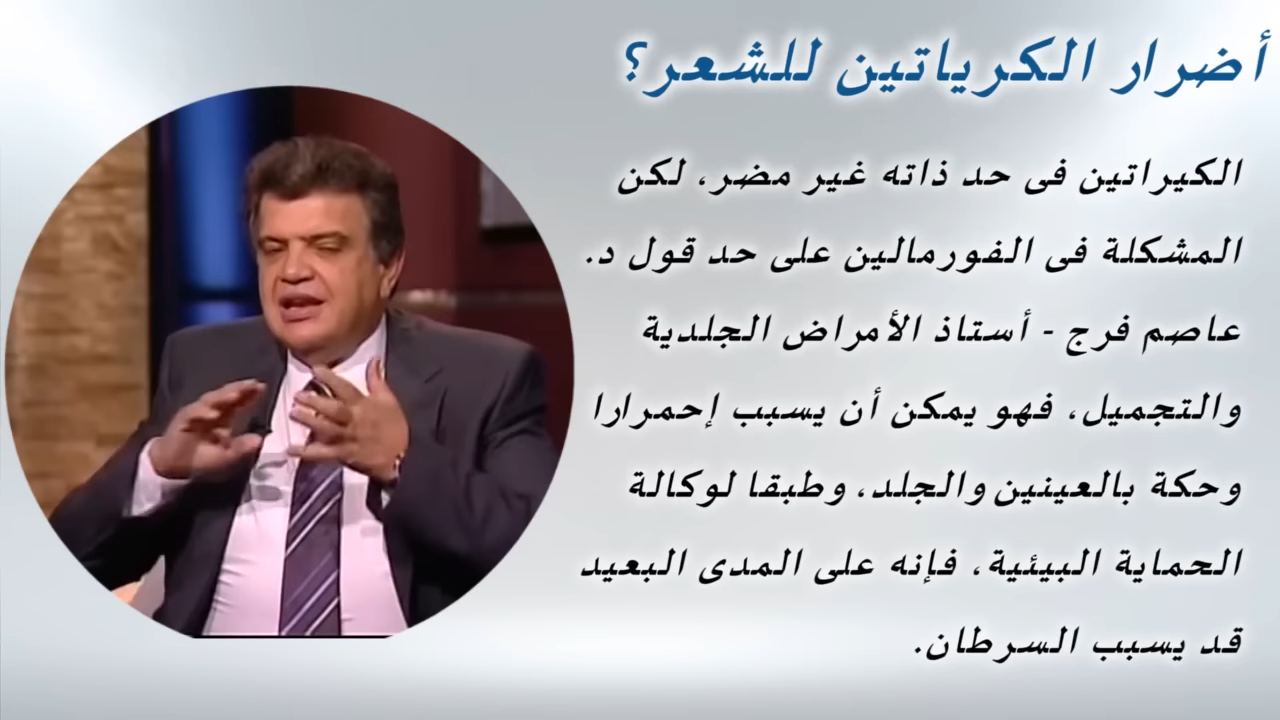 أضرار الكرياتين للشعر؟
الكيراتين فى حد ذاته غير مضر، لكن
المشكلة فى الفورمالين على حد قول د.
عاصم فرج - أستاذ الأمراض الجلدية
والتجميل، فهو يمكن أن يسبب إحمرارا
وحكة بالعينين والجلد، وطبقا لوكالة
الحماية البيئية، فإنه على المدى البعيد
قد يسبب السرطان.